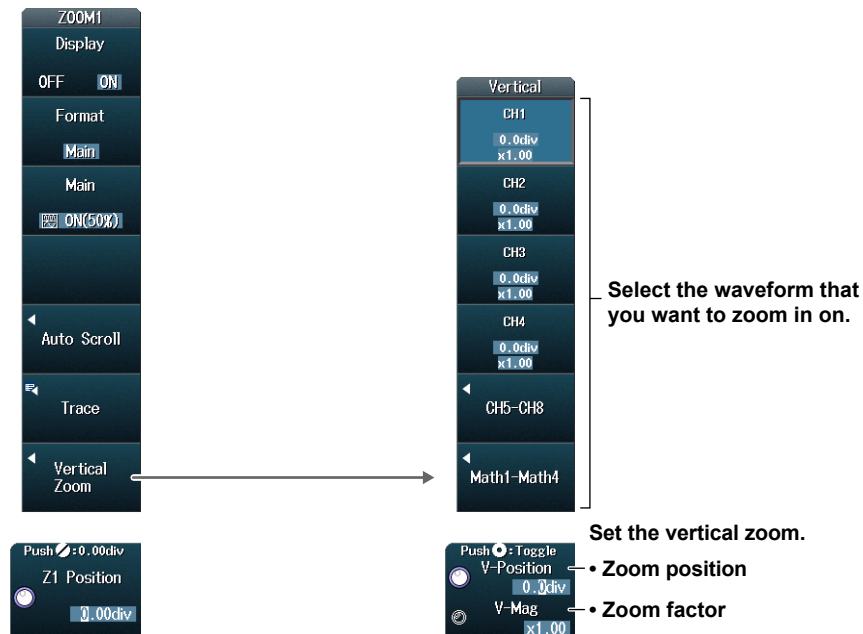 ZOOM1
Display
OFF ON
Format
Main
Main
ON(50%)
Auto Scroll
Trace
Vertical
Zoom
Push :0.00div
Z1 Position
0.00div
Vertical
CH1
0.0div
x1.00
CH2
0.0div
x1.00
CH3
0.0div
x1.00
CH4
0.0div
x1.00
CH5-CH8
Math1-Math4
Select the waveform that
you want to zoom in on.
Set the vertical zoom.
Push :Toggle
V-Position
0.0div
• Zoom position
V-Mag
x1.00
• Zoom factor